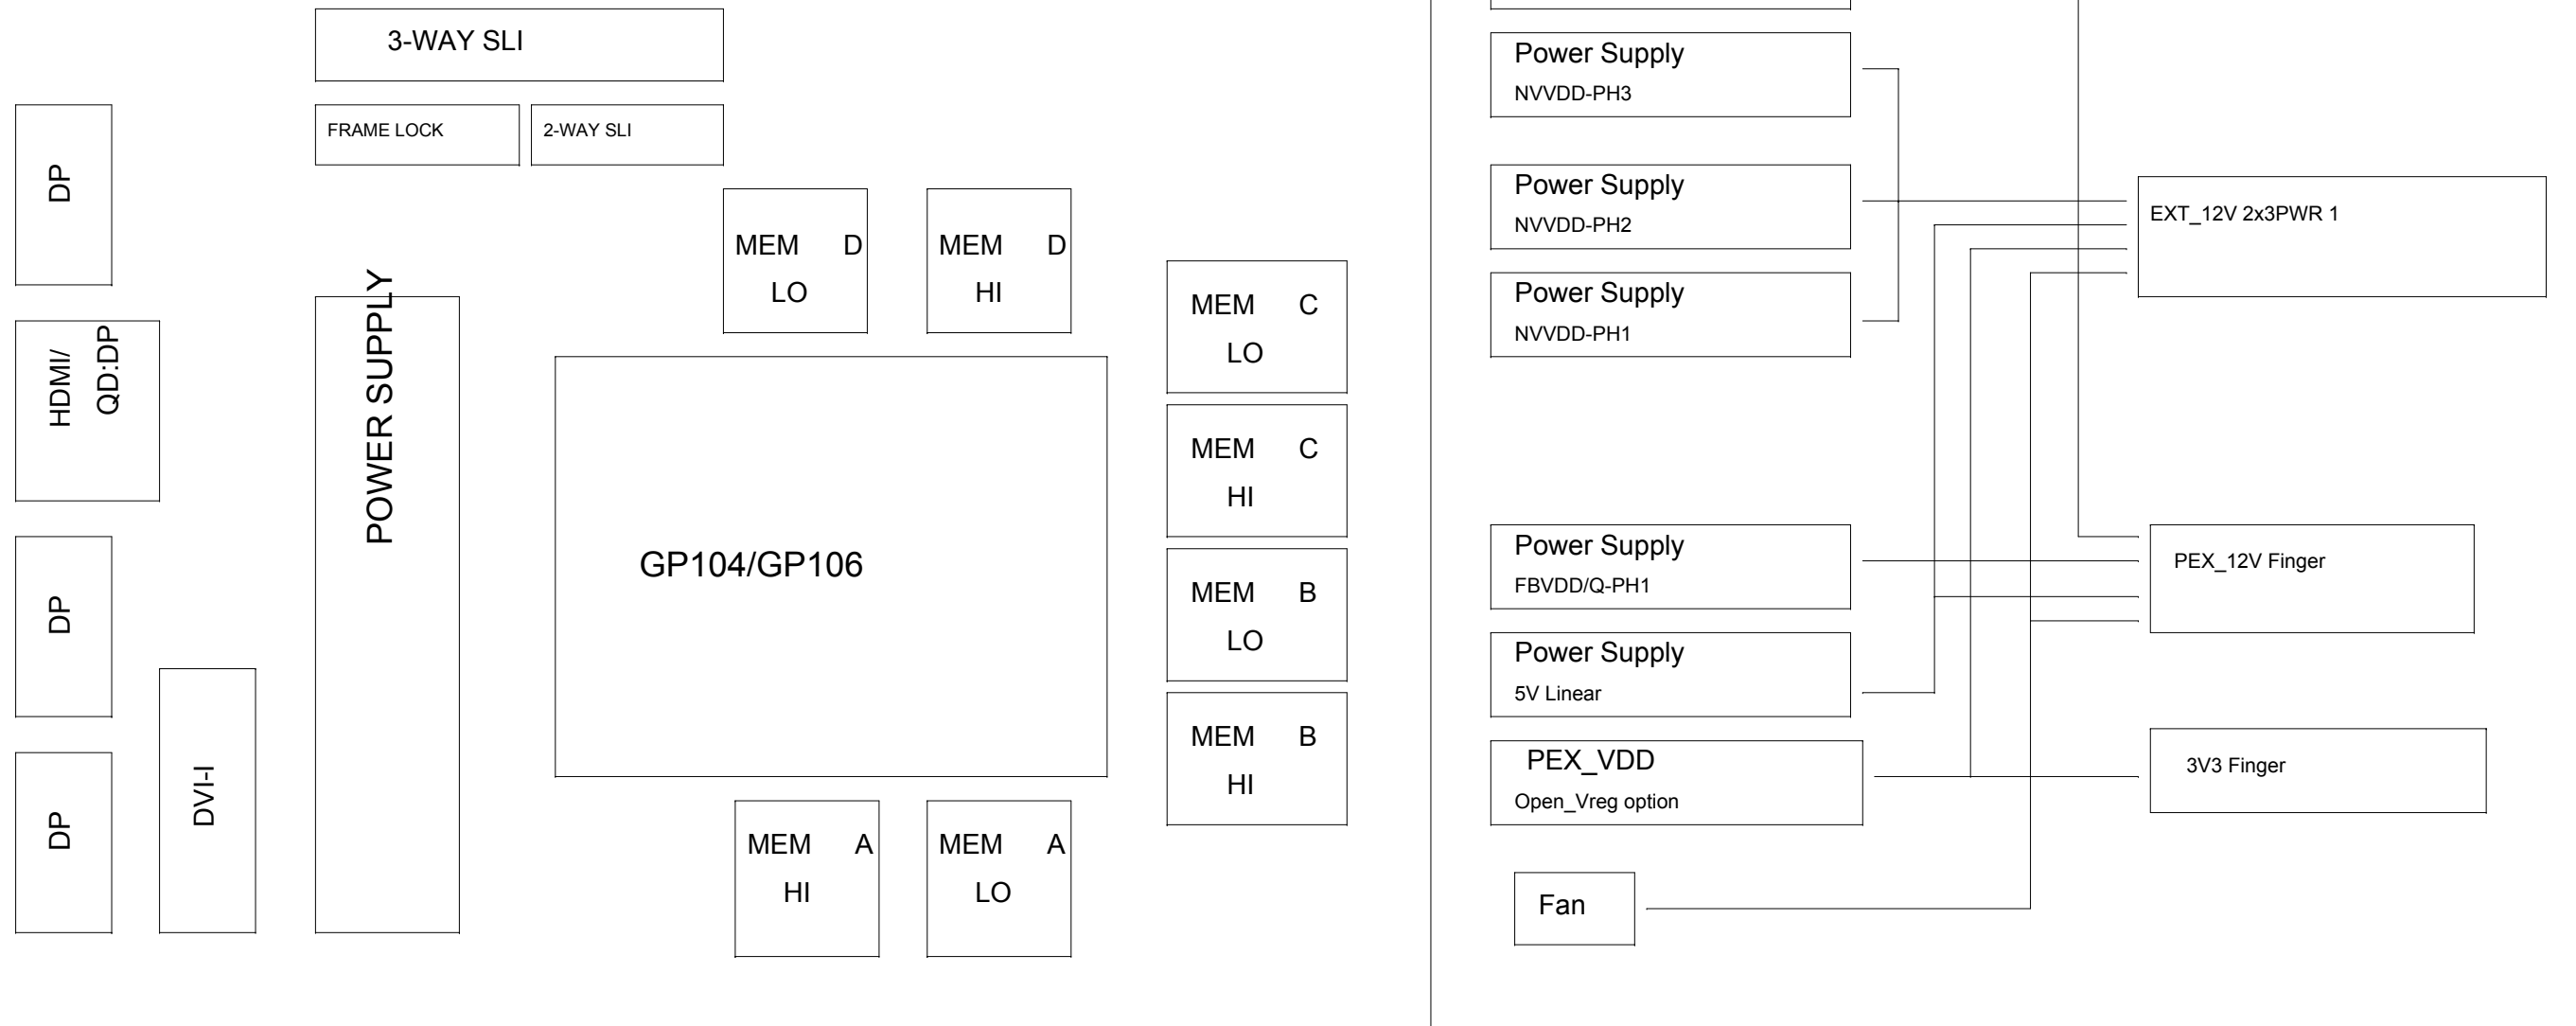 3-WAY SLI
FRAME LOCK
2-WAY SLI
DP
HDMI/
QD:DP
DP
DP
DVI-I
POWER SUPPLY
MEM D
LO
MEM D
HI
MEM C
LO
MEM C
HI
MEM B
LO
MEM B
HI
GP104/GP106
MEM A
HI
MEM A
LO
Power Supply
NVVDD-PH3
Power Supply
NVVDD-PH2
Power Supply
NVVDD-PH1
Power Supply
FBVDD/Q-PH1
Power Supply
5V Linear
PEX_VDD
Open_Vreg option
Fan
EXT_12V 2x3PWR 1
PEX_12V Finger
3V3 Finger